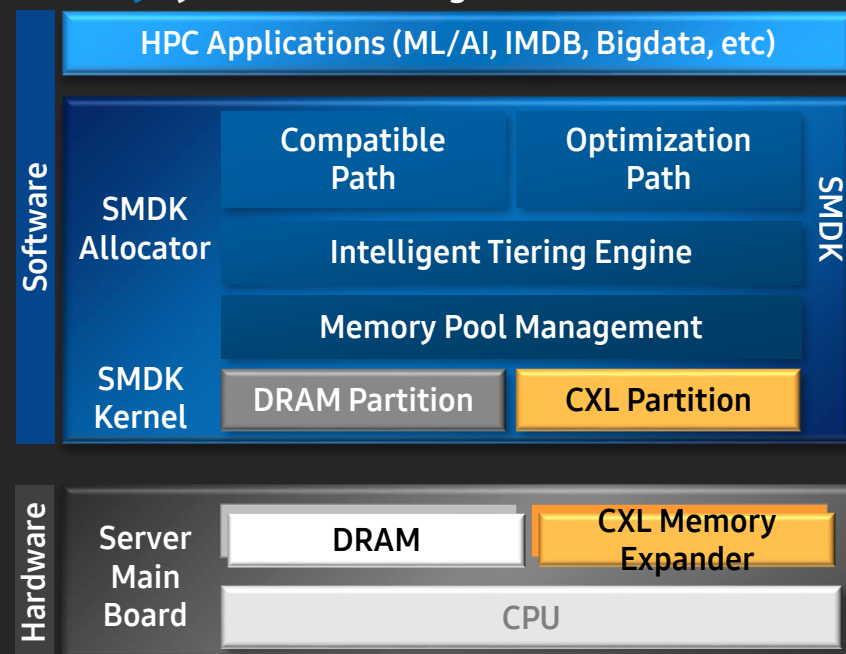 HPC Applications (ML/AI, IMDB, Bigdata, etc)
Software
SMDK
Allocator
Compatible
Path
Optimization
Path
SMDK
Intelligent Tiering Engine
Memory Pool Management
SMDK
Kernel
DRAM Partition
CXL Partition
Hardware
Server
Main
Board
DRAM
CXL Memory
Expander
CPU